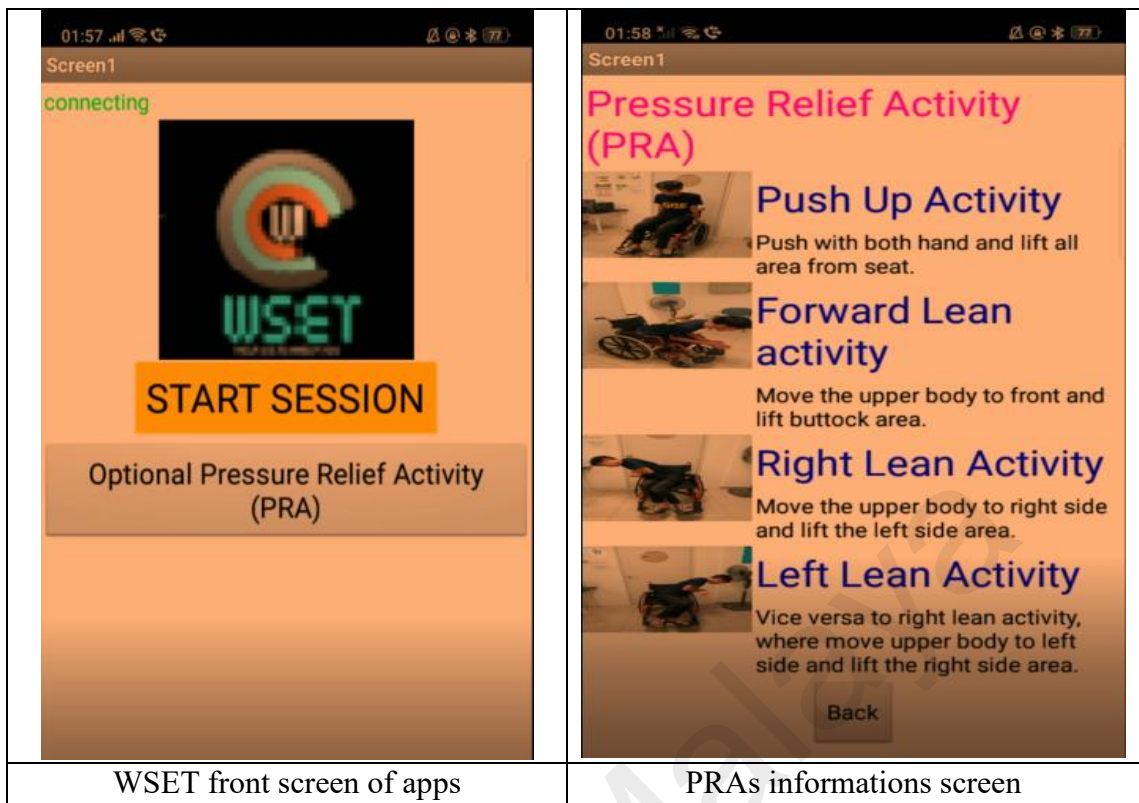 01:57
77
Screen1
connecting
WSET
START SESSION
Optional Pressure Relief Activity
(PRA)
WSET front screen of apps
01:58
77
Screen1
Pressure Relief Activity
(PRA)
Push Up Activity
Push with both hand and lift all
area from seat.
Forward Lean
activity
Move the upper body to front and
lift buttock area.
Right Lean Activity
Move the upper body to right side
and lift the left side area.
Left Lean Activity
Vice versa to right lean activity,
where move upper body to left
side and lift the right side area.
Back
PRAs informations screen
Malaya